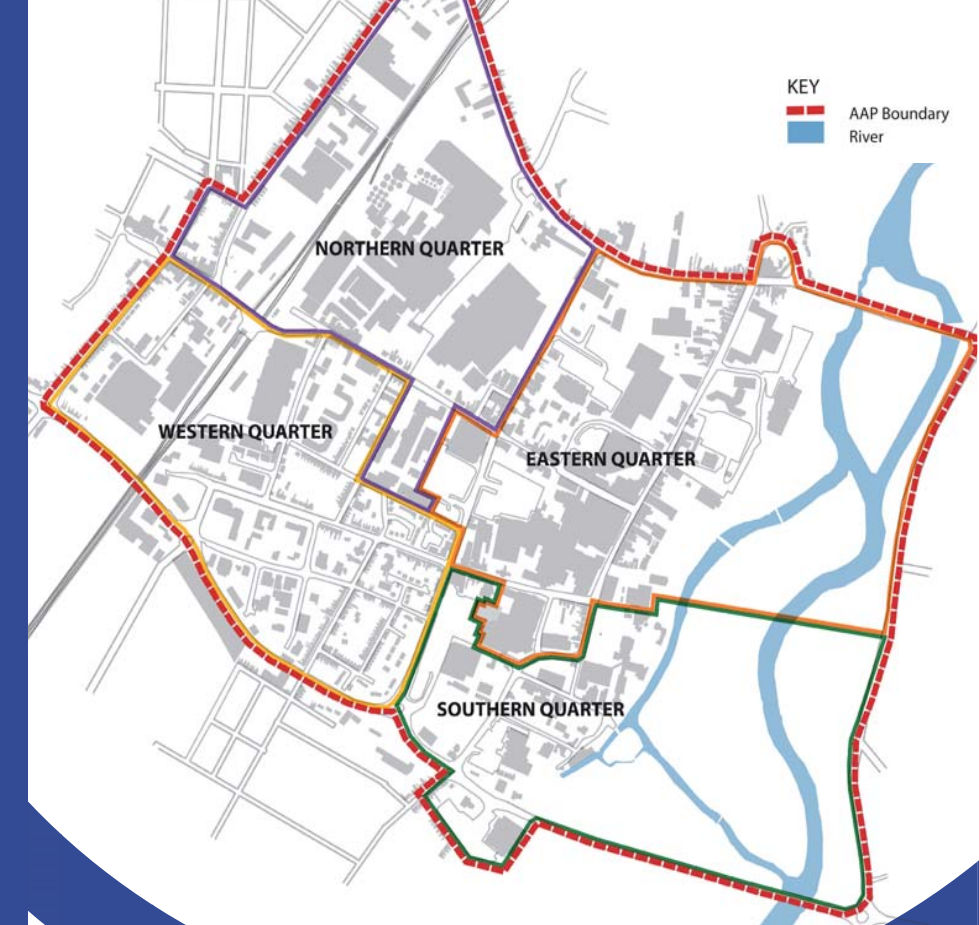 KEY
AAP Boundary
River
NORTHERN QUARTER
WESTERN QUARTER
EASTERN QUARTER
SOUTHERN QUARTER